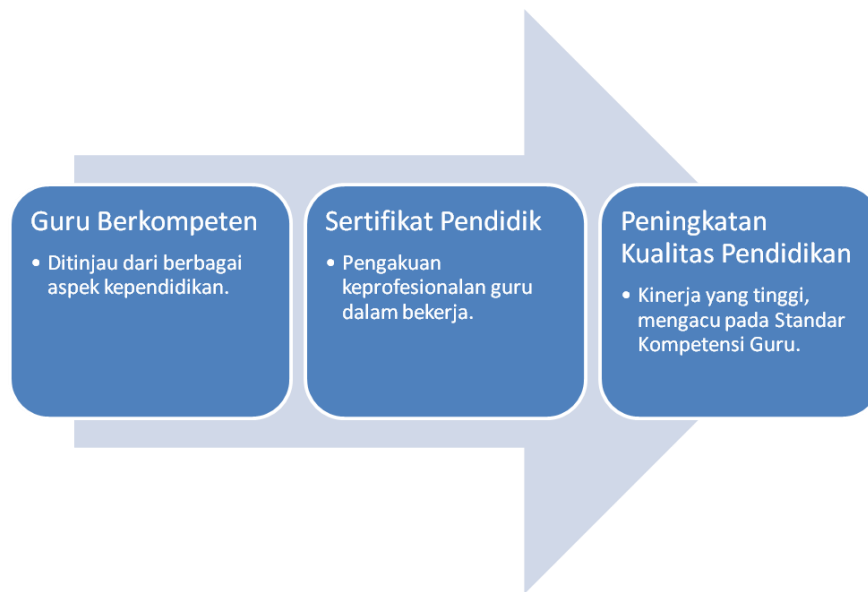 Guru Berkompeten
• Ditinjau dari berbagai
aspek kependidikan.
Sertifikat Pendidik
• Pengakuan
keprofesionalan guru
dalam bekerja.
Peningkatan
Kualitas Pendidikan
• Kinerja yang tinggi,
mengacu pada Standar
Kompetensi Guru.